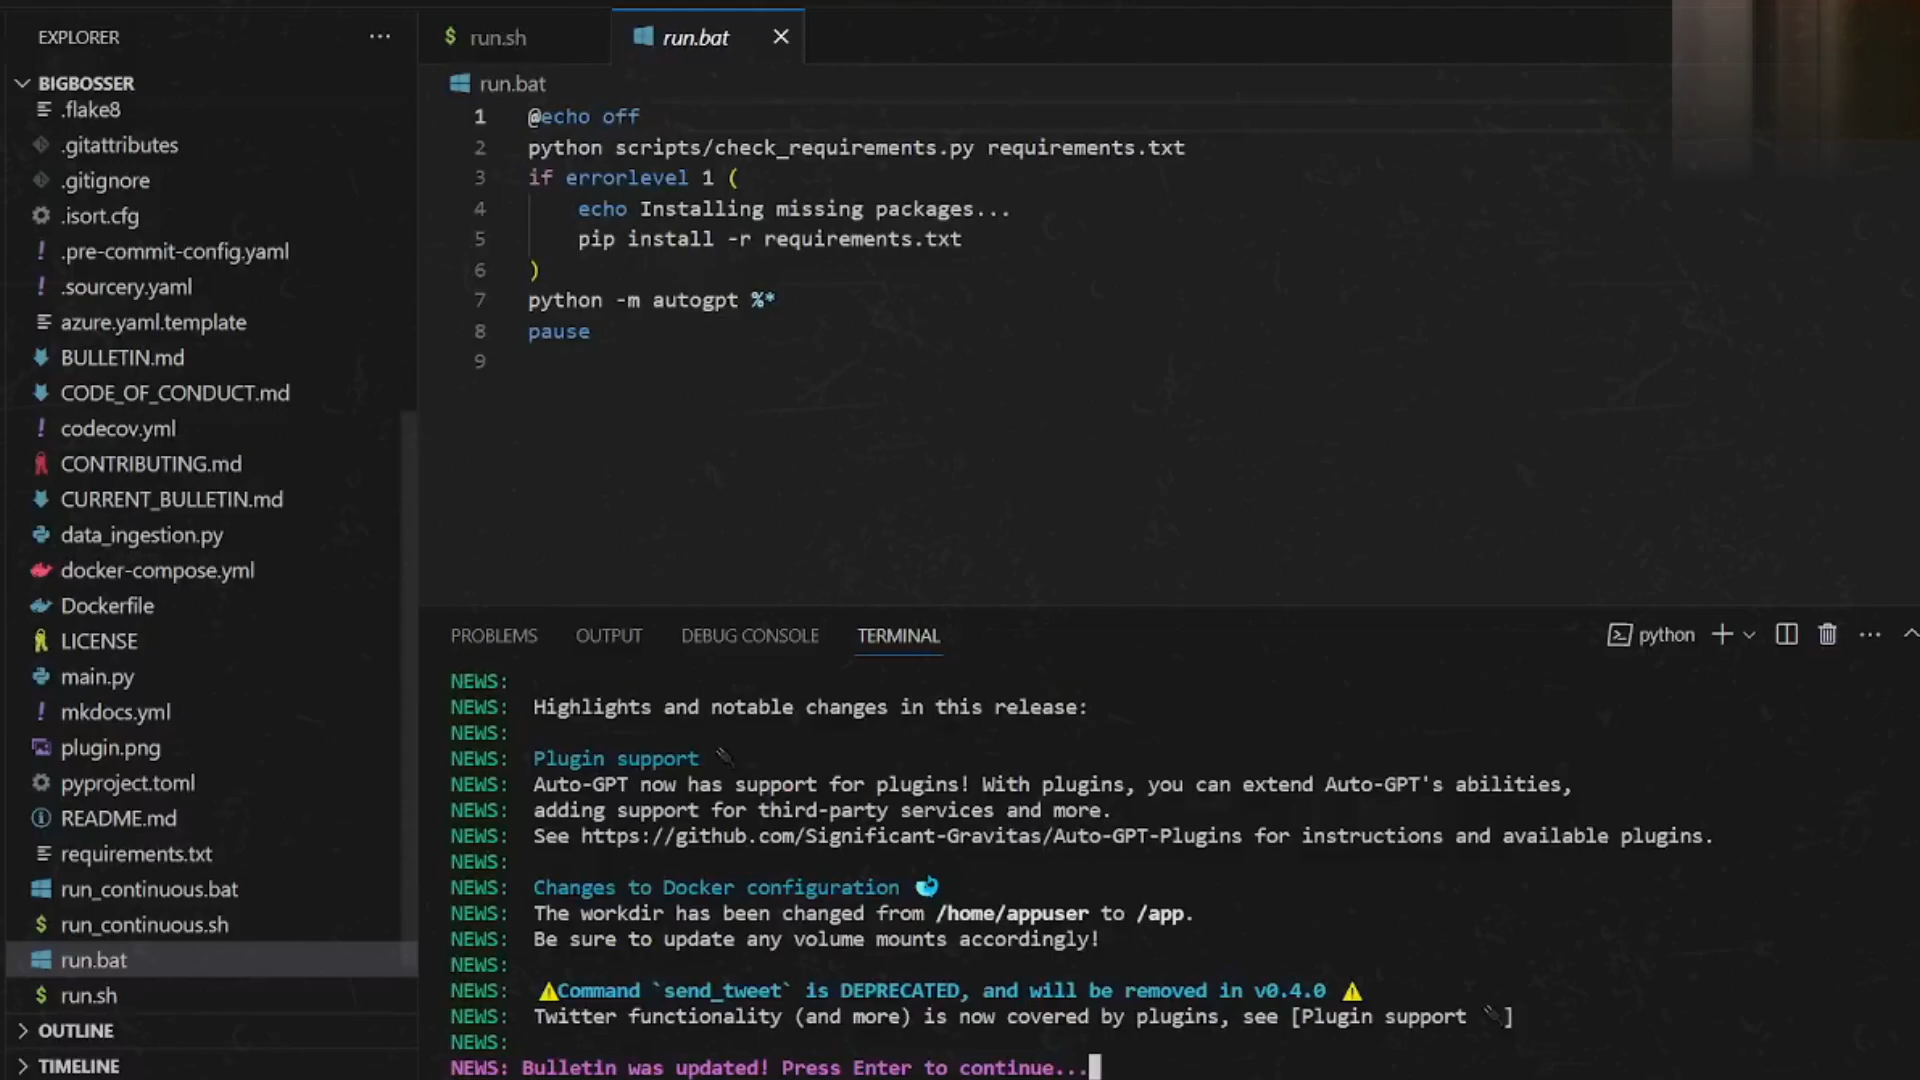 EXPLORER
BIGBOSSER
.flake8
.gitattributes
.gitignore
.isort.cfg
.pre-commit-config.yaml
.sourcery.yaml
azure.yaml.template
BULLETIN.md
CODE_OF_CONDUCT.md
codecov.yml
CONTRIBUTING.md
CURRENT_BULLETIN.md
data_ingestion.py
docker-compose.yml
Dockerfile
LICENSE
main.py
mkdocs.yml
plugin.png
pyproject.toml
README.md
requirements.txt
run_continuous.bat
run_continuous.sh
run.bat
run.sh
OUTLINE
TIMELINE
run.sh
run.bat
run.bat
1 @echo off
2 python scripts/check_requirements.py requirements.txt
3 if errorlevel 1 (
4 echo Installing missing packages...
5 pip install -r requirements.txt
6 )
7 python -m autogpt %*
8 pause
9
PROBLEMS OUTPUT DEBUG CONSOLE TERMINAL
python
NEWS:
NEWS: Highlights and notable changes in this release:
NEWS:
NEWS: Plugin support 🔌
NEWS: Auto-GPT now has support for plugins! With plugins, you can extend Auto-GPT's abilities,
NEWS: adding support for third-party services and more.
NEWS: See https://github.com/Significant-Gravitas/Auto-GPT-Plugins for instructions and available plugins.
NEWS:
NEWS: Changes to Docker configuration 🐋
NEWS: The workdir has been changed from /home/appuser to /app.
NEWS: Be sure to update any volume mounts accordingly!
NEWS:
NEWS: ⚠️Command `send_tweet` is DEPRECATED, and will be removed in v0.4.0 ⚠️
NEWS: Twitter functionality (and more) is now covered by plugins, see [Plugin support 🔌]
NEWS:
NEWS: Bulletin was updated! Press Enter to continue...